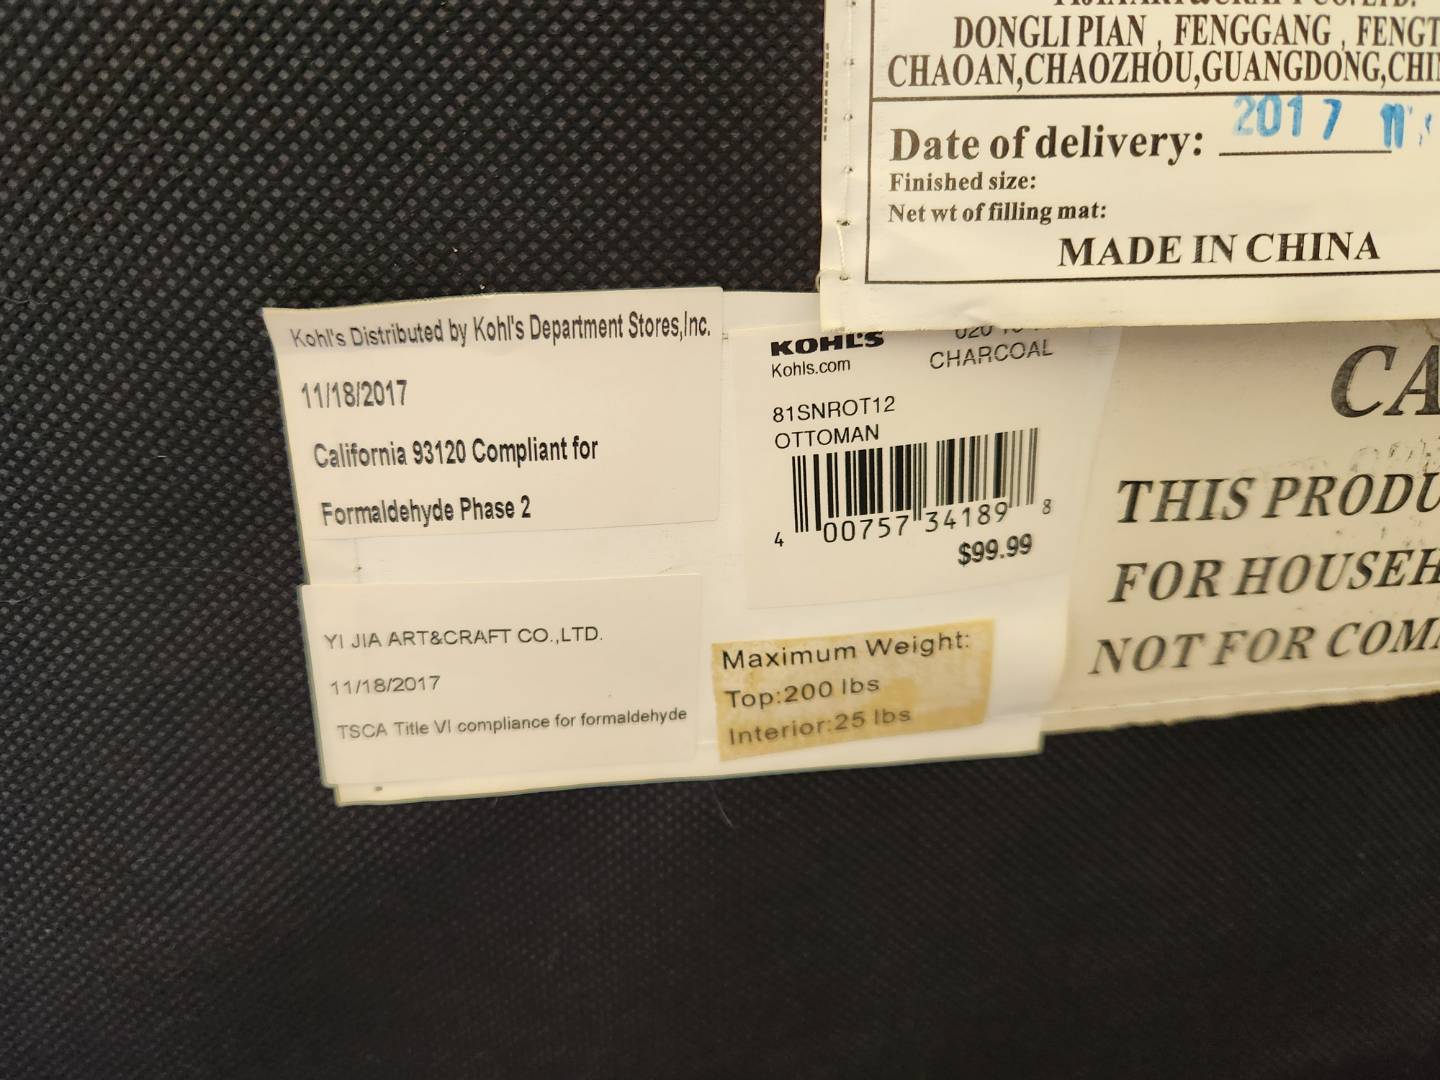 DONGLIPIAN , FENGGANG , FENGT
CHAOAN,CHAOZHOU,GUANGDONG,CHIN
Date of delivery: 2017
Finished size:
Net wt of filling mat:
MADE IN CHINA
Kohl's Distributed by Kohl's Department Stores,Inc.
11/18/2017
California 93120 Compliant for
Formaldehyde Phase 2
YI JIA ART&CRAFT CO.,LTD.
11/18/2017
TSCA Title VI compliance for formaldehyde
KOHL'S
Kohls.com
CHARCOAL
81SNROT12
OTTOMAN
4 00757 34189 8
$99.99
Maximum Weight:
Top:200 lbs
Interior:25 lbs
CA
THIS PRODU
FOR HOUSEH
NOT FOR COM